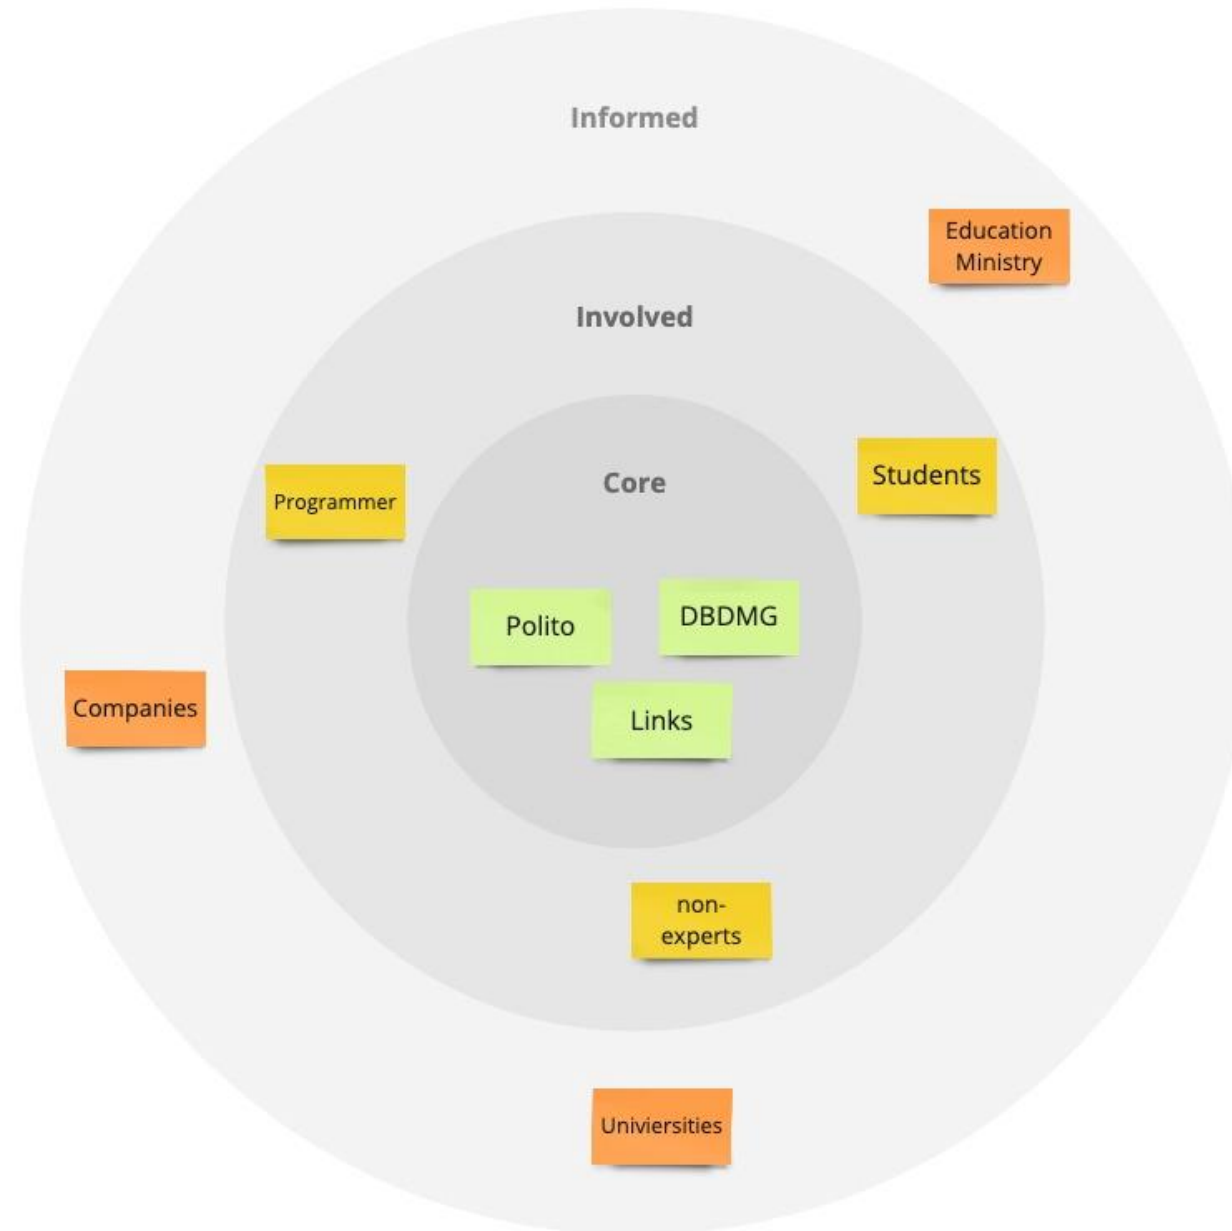 Informed
Education
Ministry
Involved
Core
Students
Programmer
Polito
DBDMG
Links
Companies
non-
experts
Univiersities